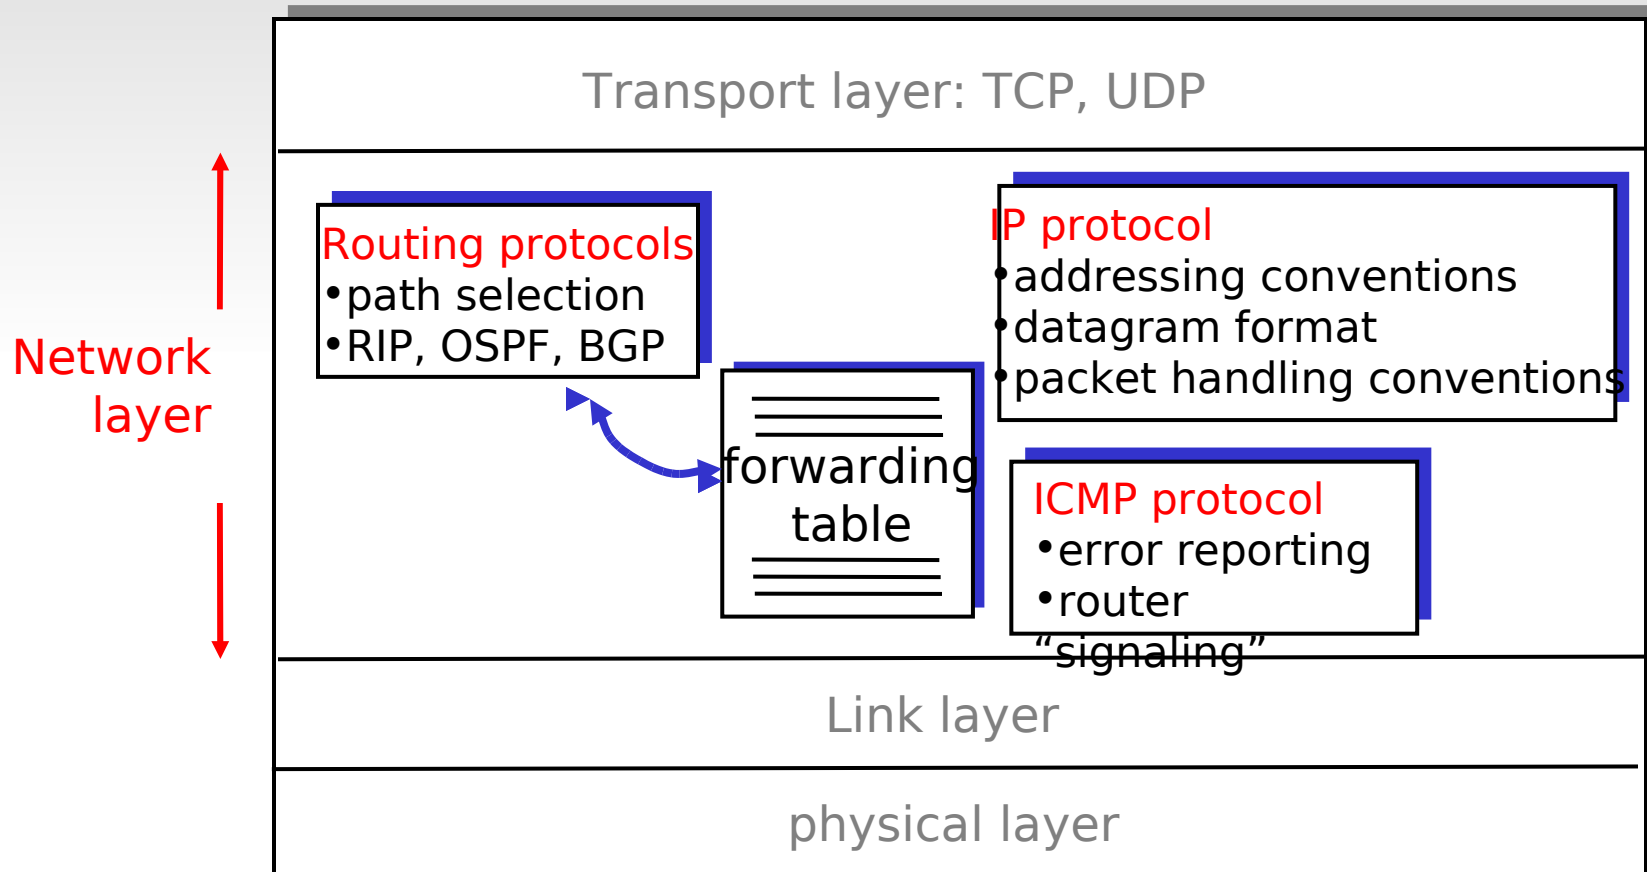 Transport layer: TCP, UDP
Network
layer
Routing protocols
•path selection
•RIP, OSPF, BGP
forwarding
table
IP protocol
•addressing conventions
•datagram format
•packet handling conventions
ICMP protocol
•error reporting
•router
“signaling”
Link layer
physical layer